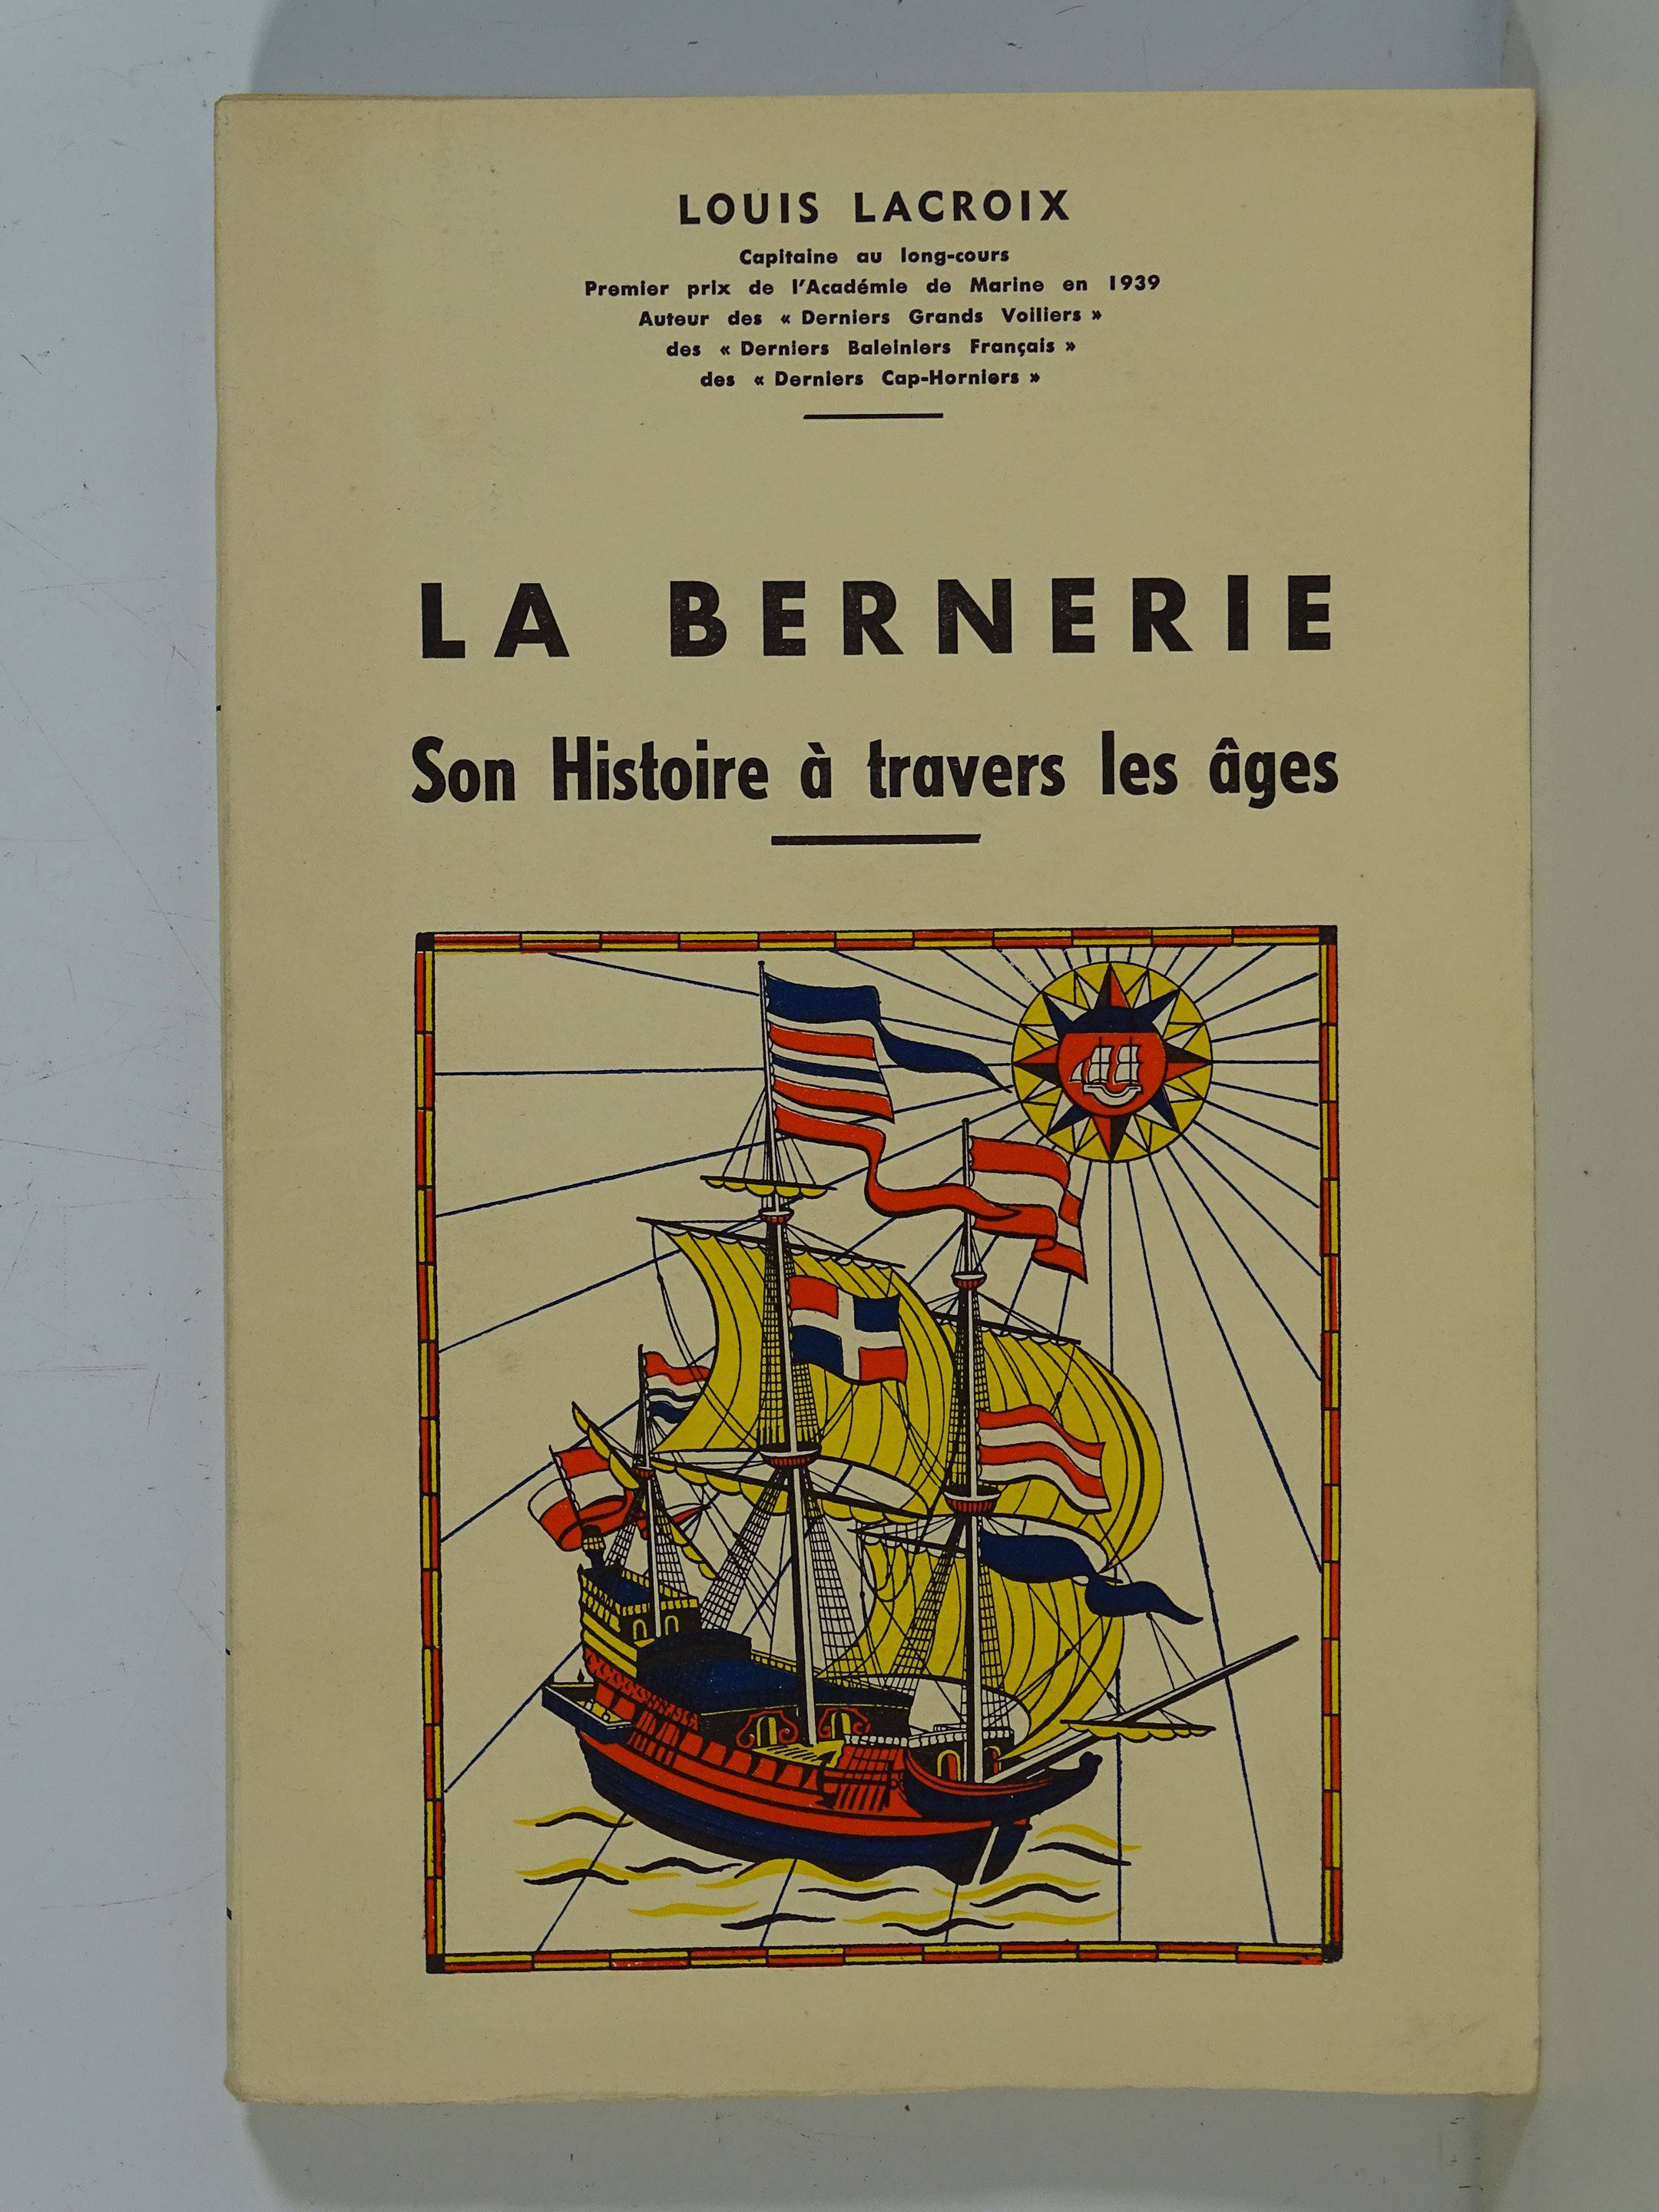 LOUIS LACROIX
Capitaine au long-cours
Premier prix de l'Académie de Marine en 1939
Auteur des « Derniers Grands Voiliers »
des « Derniers Baleiniers Français »
des « Derniers Cap-Horniers »
LA BERNERIE
Son Histoire à travers les âges